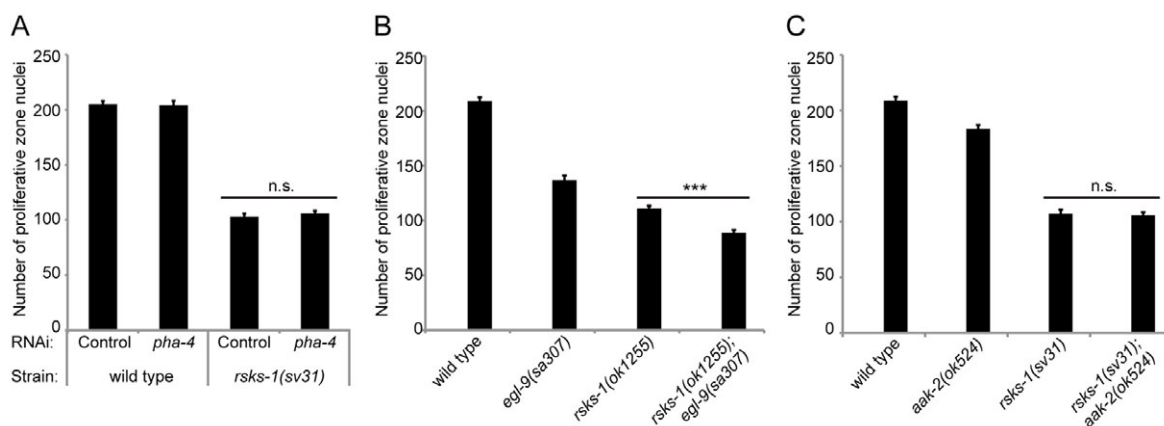 A
Number of proliferative zone nuclei
250
200
150
100
50
0
n.s.
RNAi: Control pha-4 Control pha-4
Strain: wild type rsks-1(sv31)
B
Number of proliferative zone nuclei
250
200
150
100
50
0
***
wild type
egl-9(sa307)
rsks-1(ok1255)
rsks-1(ok1255);
egl-9(sa307)
C
Number of proliferative zone nuclei
250
200
150
100
50
0
n.s.
wild type
aak-2(ok524)
rsks-1(sv31)
rsks-1(sv31);
aak-2(ok524)